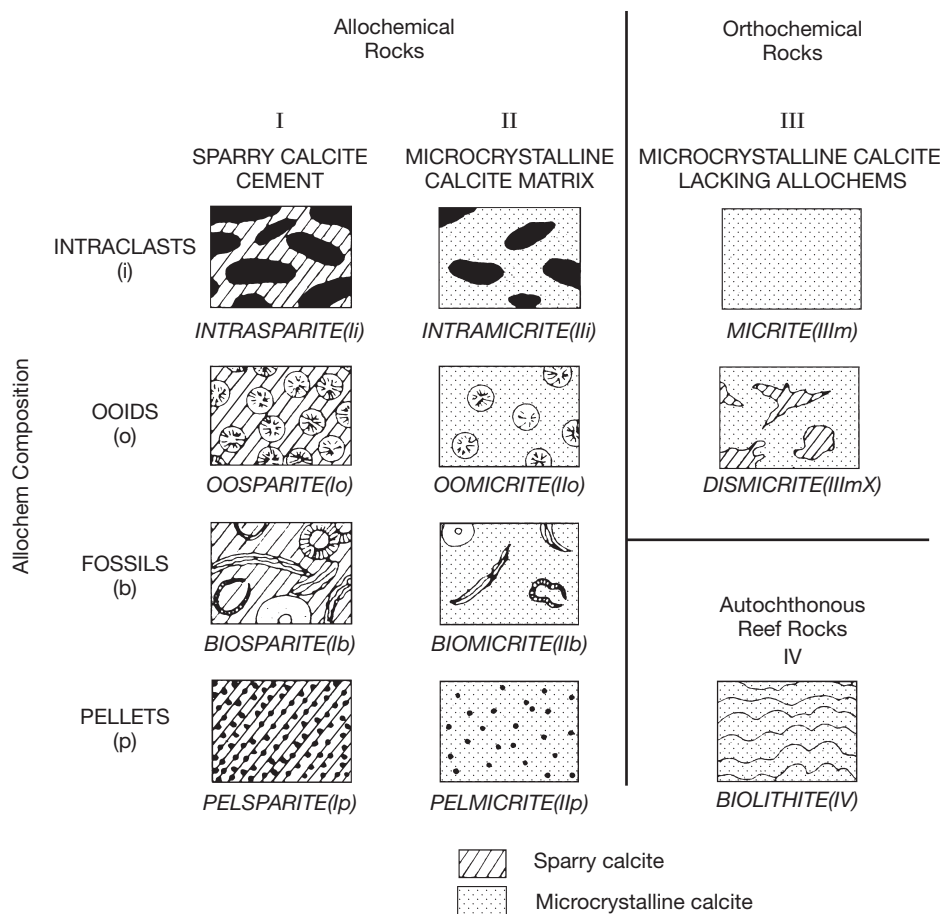 Allochemical
Rocks
Orthochemical
Rocks
I
SPARRY CALCITE
CEMENT
II
MICROCRYSTALLINE
CALCITE MATRIX
III
MICROCRYSTALLINE CALCITE
LACKING ALLOCHEMS
Allochem Composition
INTRACLASTS
(i)
INTRASPARITE(Ii)
INTRAMICRITE(IIi)
MICRITE(IIIm)
OOIDS
(o)
OOSPARITE(Io)
OOMICRITE(IIo)
DISMICRITE(IIImX)
FOSSILS
(b)
BIOSPARITE(Ib)
BIOMICRITE(IIb)
Autochthonous
Reef Rocks
IV
PELLETS
(p)
PELSPARITE(Ip)
PELMICRITE(IIp)
BIOLITHITE(IV)
Sparry calcite
Microcrystalline calcite